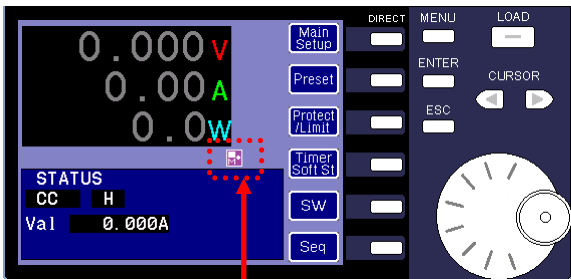 0.000V
0.00A
0.0W
STATUS
CC H
Val 0.000A
Main
Setup
Preset
Protect
/Limit
Timer
Soft St
SW
Seq
DIRECT
MENU
LOAD
ENTER
CURSOR
ESC